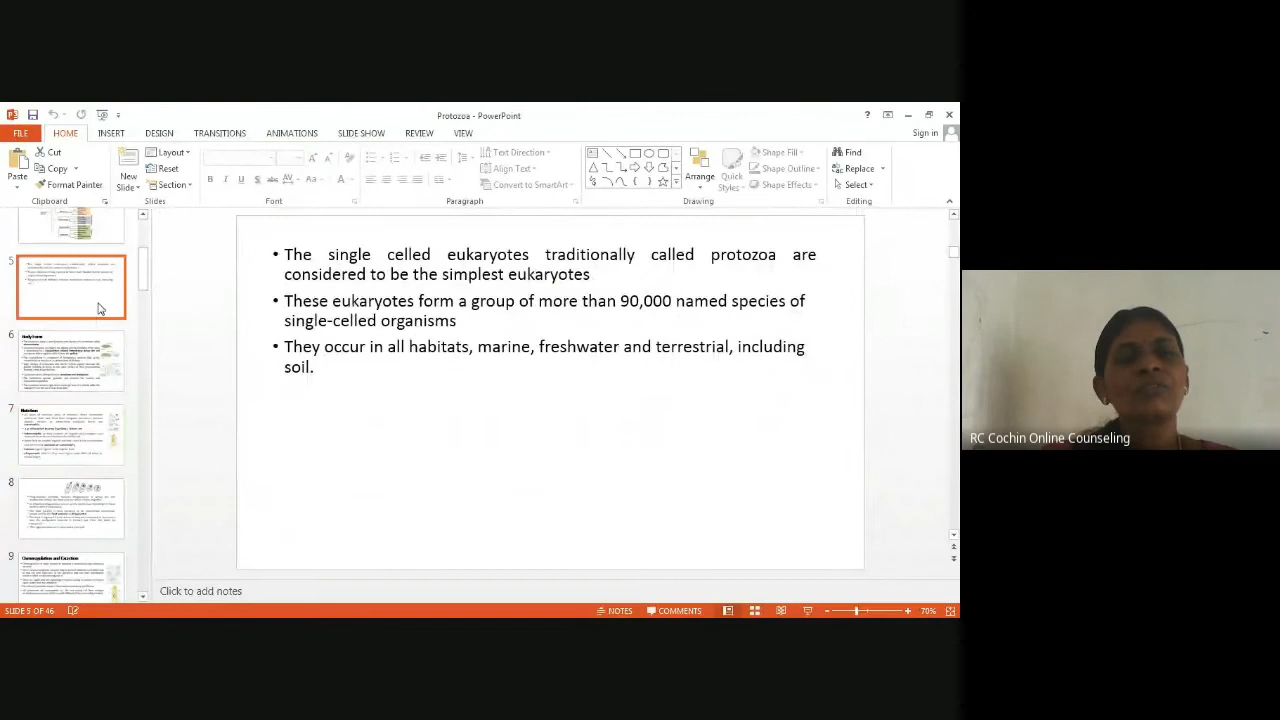 Protozoa - PowerPoint
Sign in
FILE HOME INSERT DESIGN TRANSITIONS ANIMATIONS SLIDE SHOW REVIEW VIEW
Paste
Cut
Copy
Format Painter
Clipboard
New Slide
Layout
Reset
Section
Slides
Font
Text Direction
Align Text
Convert to SmartArt
Paragraph
Arrange
Quick Styles
Shape Fill
Shape Outline
Shape Effects
Drawing
Find
Replace
Select
Editing
5
6
7
8
9
• The single celled eukaryotes traditionally called
considered to be the simplest eukaryotes
• These eukaryotes form a group of more than 90,000 named species of
single-celled organisms
• They occur in all habitats freshwater and terrestrial including
soil.
RC Cochin Online Counseling
Click to add notes
SLIDE 5 OF 46
NOTES
COMMENTS
70%